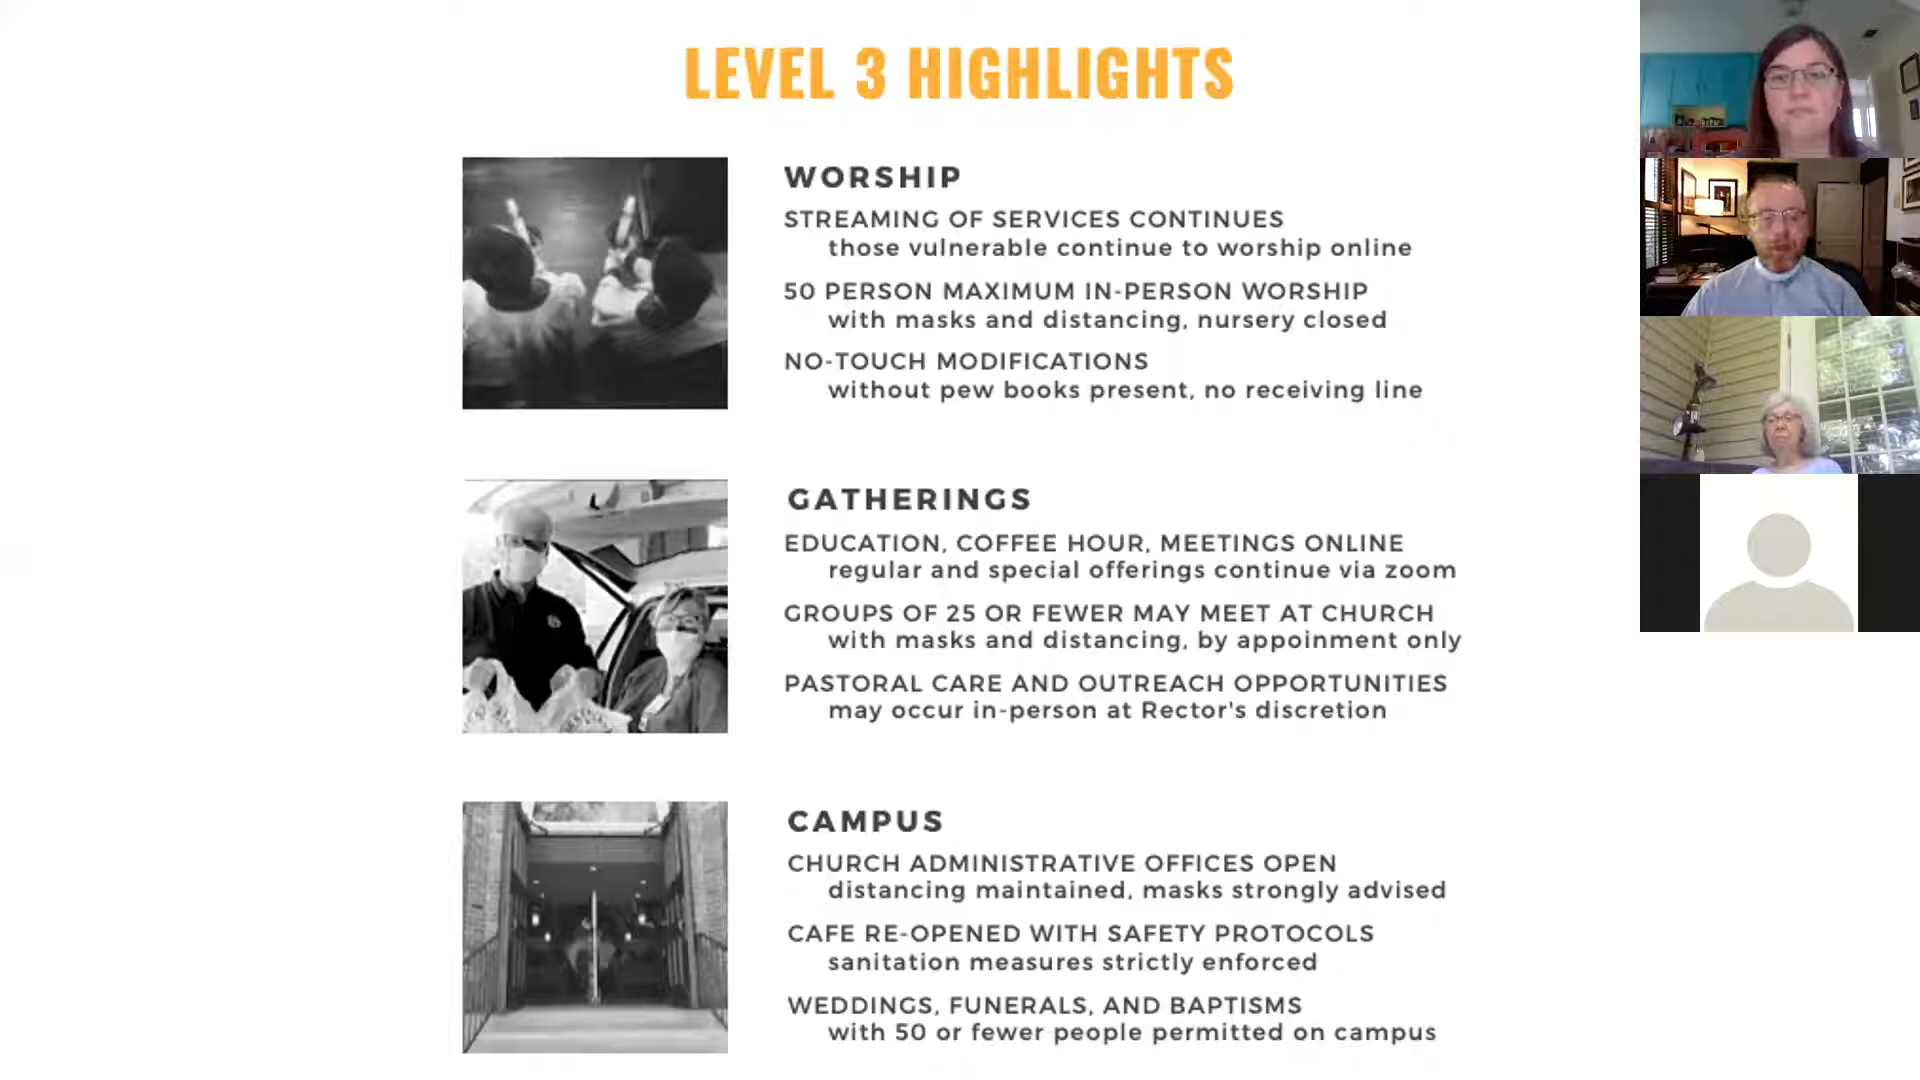 LEVEL 3 HIGHLIGHTS
WORSHIP
STREAMING OF SERVICES CONTINUES
those vulnerable continue to worship online
50 PERSON MAXIMUM IN-PERSON WORSHIP
with masks and distancing, nursery closed
NO-TOUCH MODIFICATIONS
without pew books present, no receiving line
GATHERINGS
EDUCATION, COFFEE HOUR, MEETINGS ONLINE
regular and special offerings continue via zoom
GROUPS OF 25 OR FEWER MAY MEET AT CHURCH
with masks and distancing, by appoinment only
PASTORAL CARE AND OUTREACH OPPORTUNITIES
may occur in-person at Rector's discretion
CAMPUS
CHURCH ADMINISTRATIVE OFFICES OPEN
distancing maintained, masks strongly advised
CAFE RE-OPENED WITH SAFETY PROTOCOLS
sanitation measures strictly enforced
WEDDINGS, FUNERALS, AND BAPTISMS
with 50 or fewer people permitted on campus